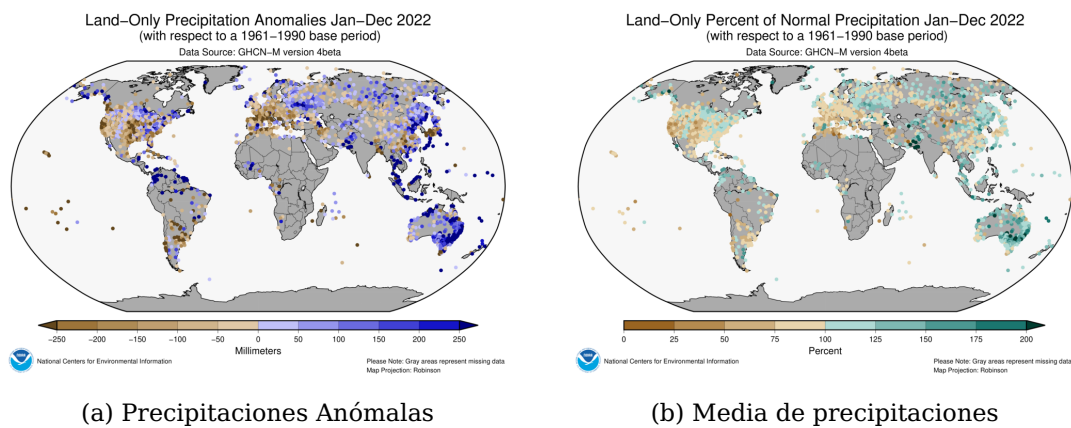 Land−Only Precipitation Anomalies Jan−Dec 2022
(with respect to a 1961−1990 base period)
Data Source: GHCN−M version 4beta
−250 −200 −150 −100 −50 0 50 100 150 200 250
Millimeters
NOAA
National Centers for Environmental Information
Please Note: Gray areas represent missing data
Map Projection: Robinson
(a) Precipitaciones Anómalas
Land−Only Percent of Normal Precipitation Jan−Dec 2022
(with respect to a 1961−1990 base period)
Data Source: GHCN−M version 4beta
0 25 50 75 100 125 150 175 200
Percent
NOAA
National Centers for Environmental Information
Please Note: Gray areas represent missing data
Map Projection: Robinson
(b) Media de precipitaciones